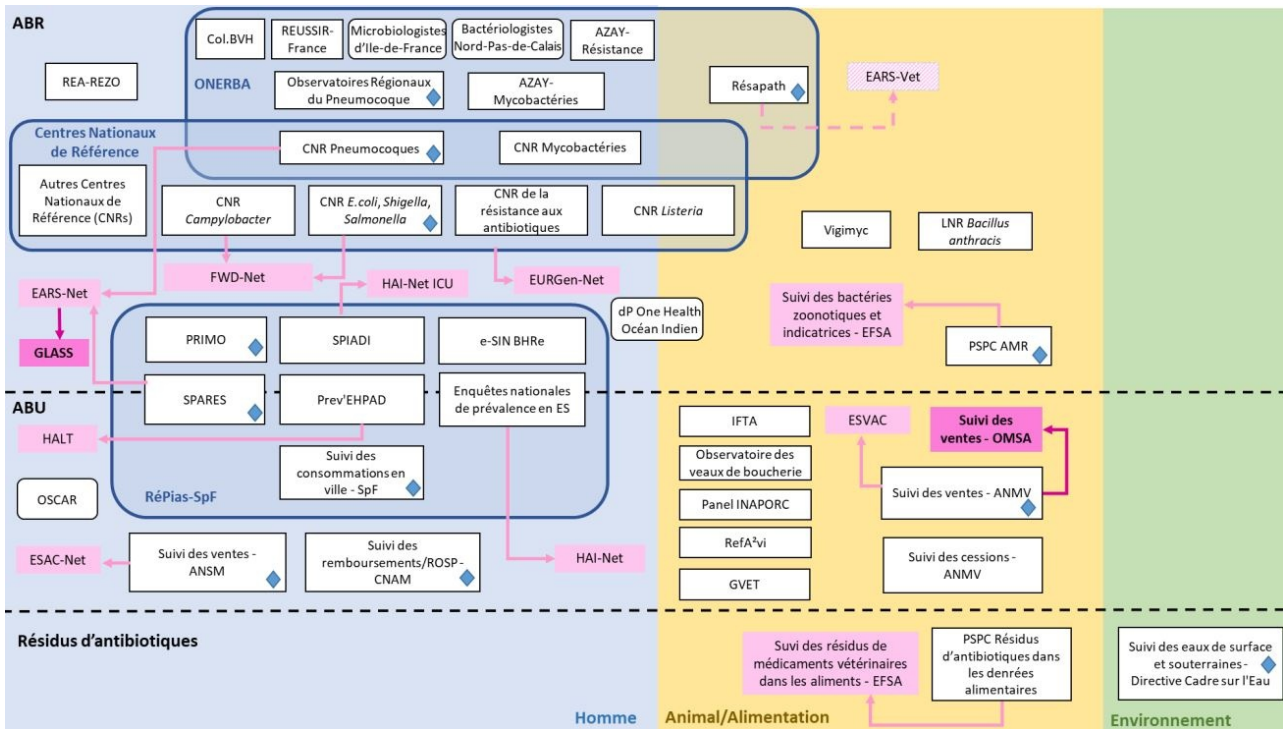 ABR
Col.BVH
REUSSIR-
France
Microbiologistes
d'Ile-de-France
Bactériologistes
Nord-Pas-de-Calais
AZAY-
Résistance
REA-REZO
ONERBA
Observatoires Régionaux
du Pneumocoque
AZAY-
Mycobactéries
Résapath
EARS-Vet
Centres Nationaux
de Référence
CNR Pneumocoques
CNR Mycobactéries
Autres Centres
Nationaux de
Référence (CNRs)
CNR
Campylobacter
CNR E.coli, Shigella,
Salmonella
CNR de la
résistance aux
antibiotiques
CNR Listeria
Vigimyc
LNR Bacillus
anthracis
FWD-Net
HAI-Net ICU
EURGen-Net
EARS-Net
GLASS
dP One Health
Océan Indien
Suivi des bactéries
zoonotiques et
indicatrices - EFSA
PSPC AMR
PRIMO
SPIADI
e-SIN BHRe
SPARES
Prev'EHPAD
Enquêtes nationales
de prévalence en ES
ABU
HALT
Suivi des
consommations en
ville - SpF
RéPias-SpF
OSCAR
IFTA
Observatoire des
veaux de boucherie
Panel INAPORC
RefA²vi
GVET
ESVAC
Suivi des
ventes - OMSA
Suivi des ventes - ANMV
Suivi des cessions -
ANMV
ESAC-Net
Suivi des ventes -
ANSM
Suivi des
remboursements/ROSP -
CNAM
HAI-Net
Résidus d'antibiotiques
Suvi des résidus de
médicaments vétérinaires
dans les aliments - EFSA
PSPC Résidus
d'antibiotiques dans
les denrées
alimentaires
Suivi des eaux de surface
et souterraines -
Directive Cadre sur l'Eau
Homme
Animal/Alimentation
Environnement